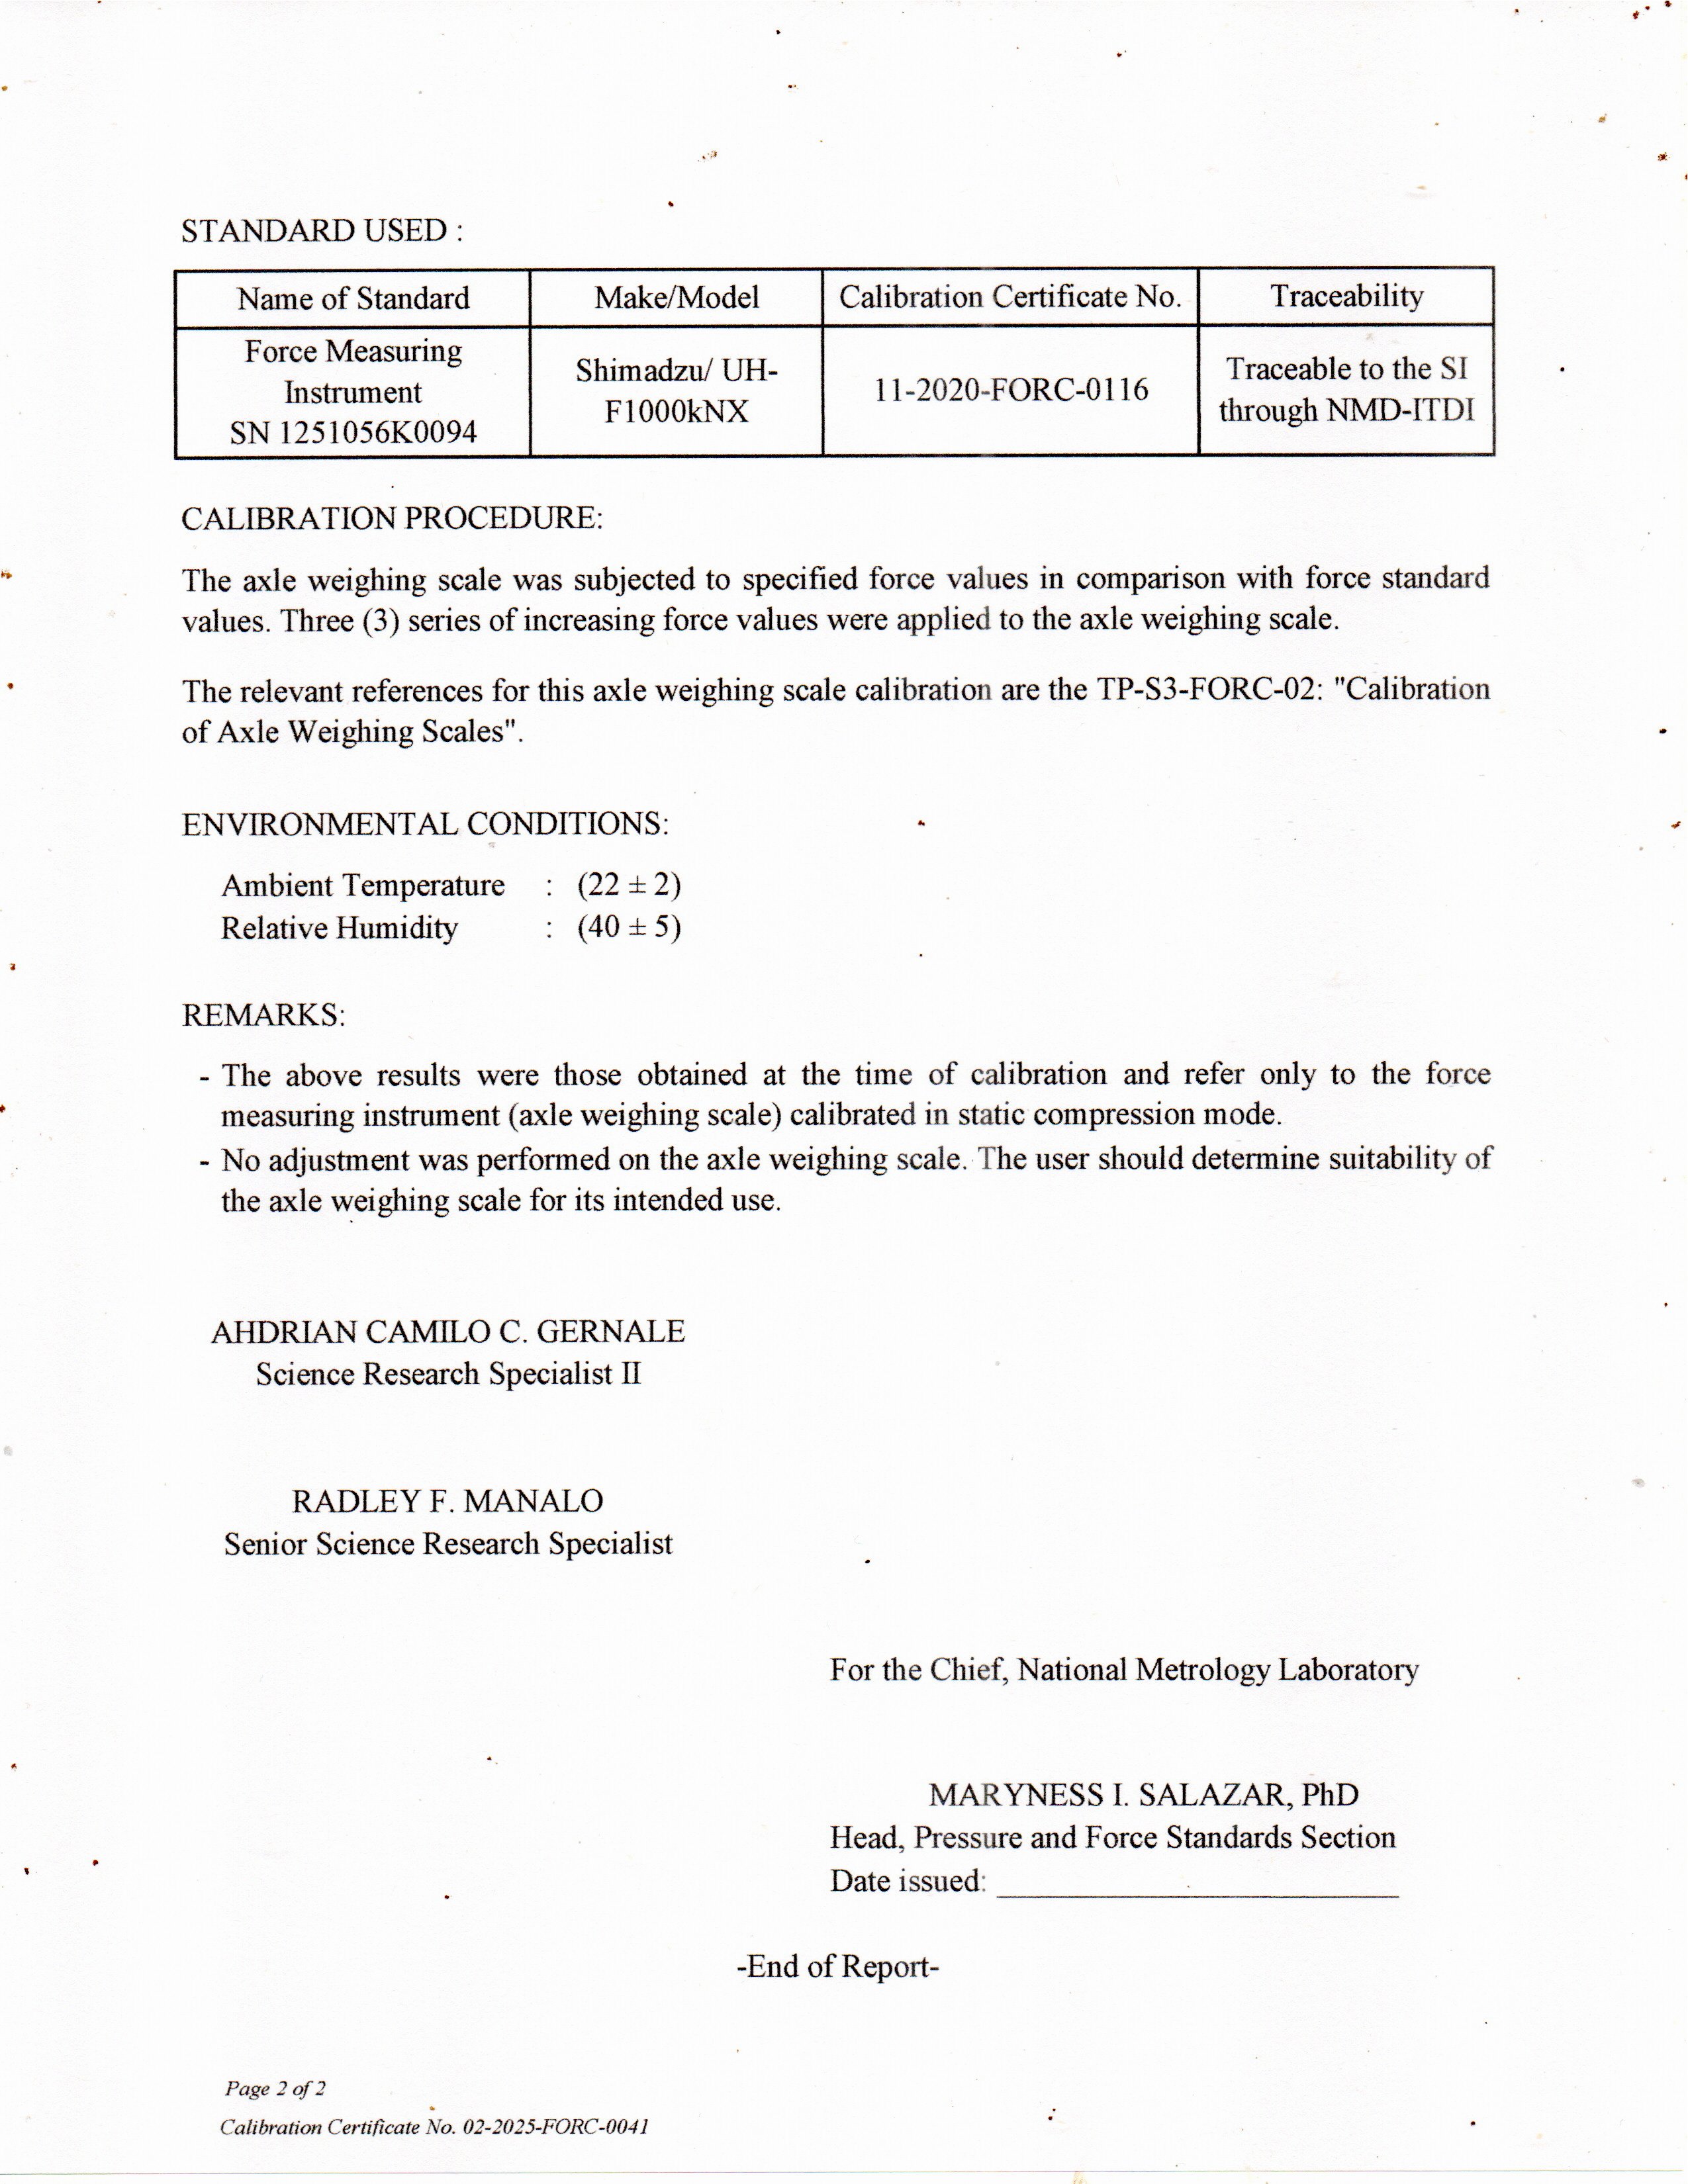 STANDARD USED :
Name of Standard Make/Model Calibration Certificate No. Traceability
Force Measuring
Instrument
SN 1251056K0094
Shimadzu/ UH-
F1000kNX
11-2020-FORC-0116
Traceable to the SI
through NMD-ITDI
CALIBRATION PROCEDURE:
The axle weighing scale was subjected to specified force values in comparison with force standard
values. Three (3) series of increasing force values were applied to the axle weighing scale.
The relevant references for this axle weighing scale calibration are the TP-S3-FORC-02: "Calibration
of Axle Weighing Scales".
ENVIRONMENTAL CONDITIONS:
Ambient Temperature : (22 ± 2)
Relative Humidity : (40 ± 5)
REMARKS:
- The above results were those obtained at the time of calibration and refer only to the force
measuring instrument (axle weighing scale) calibrated in static compression mode.
- No adjustment was performed on the axle weighing scale. The user should determine suitability of
the axle weighing scale for its intended use.
AHDRIAN CAMILO C. GERNALE
Science Research Specialist II
RADLEY F. MANALO
Senior Science Research Specialist
For the Chief, National Metrology Laboratory
MARYNESS I. SALAZAR, PhD
Head, Pressure and Force Standards Section
Date issued:
-End of Report-
Page 2 of 2
Calibration Certificate No. 02-2025-FORC-0041